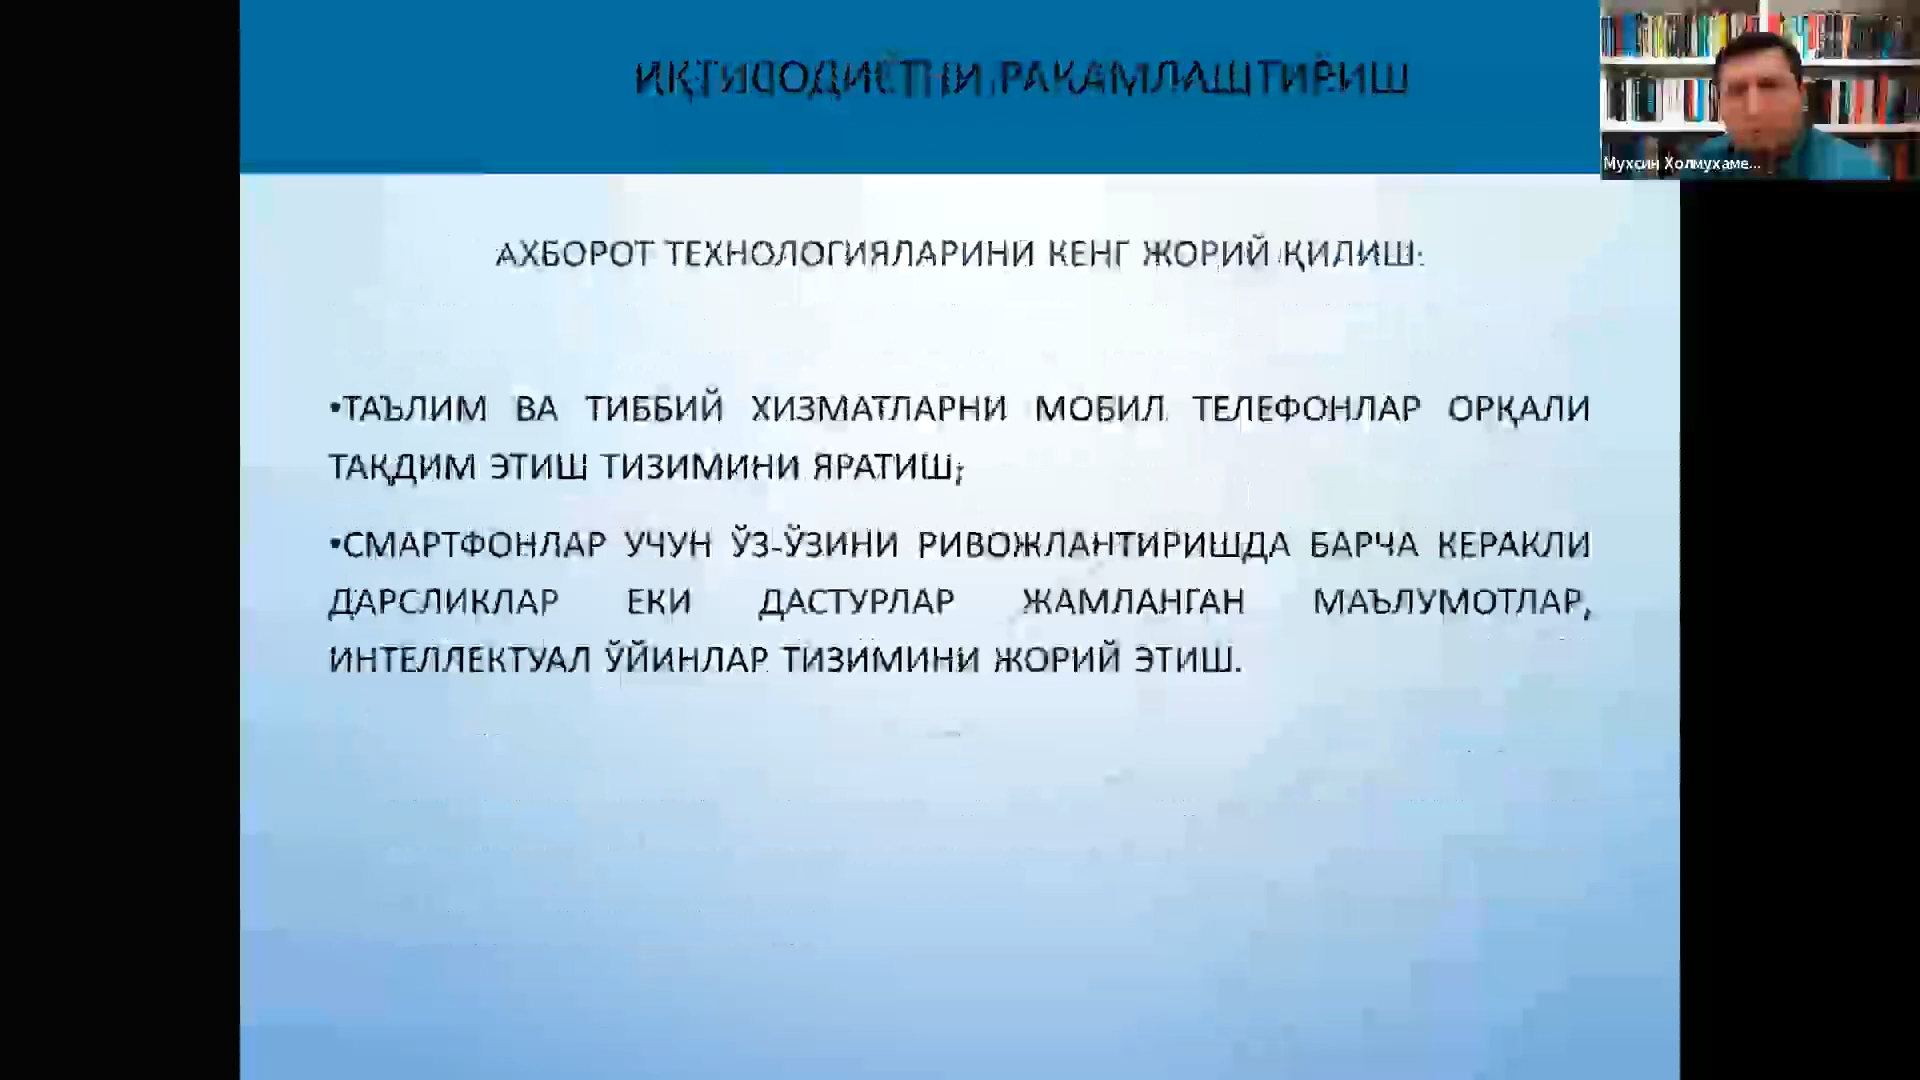 ИҚТИСОДИЁТНИ РАҚАМЛАШТИРИШ
Мухсин Холмухаме...
АХБОРОТ ТЕХНОЛОГИЯЛАРИНИ КЕНГ ЖОРИЙ ҚИЛИШ:
•ТАЪЛИМ ВА ТИББИЙ ХИЗМАТЛАРНИ МОБИЛ ТЕЛЕФОНЛАР ОРҚАЛИ
ТАҚДИМ ЭТИШ ТИЗИМИНИ ЯРАТИШ;
•СМАРТФОНЛАР УЧУН ЎЗ-ЎЗИНИ РИВОЖЛАНТИРИШДА БАРЧА КЕРАКЛИ
ДАРСЛИКЛАР ЕКИ ДАСТУРЛАР ЖАМЛАНГАН МАЪЛУМОТЛАР,
ИНТЕЛЛЕКТУАЛ ЎЙИНЛАР ТИЗИМИНИ ЖОРИЙ ЭТИШ.